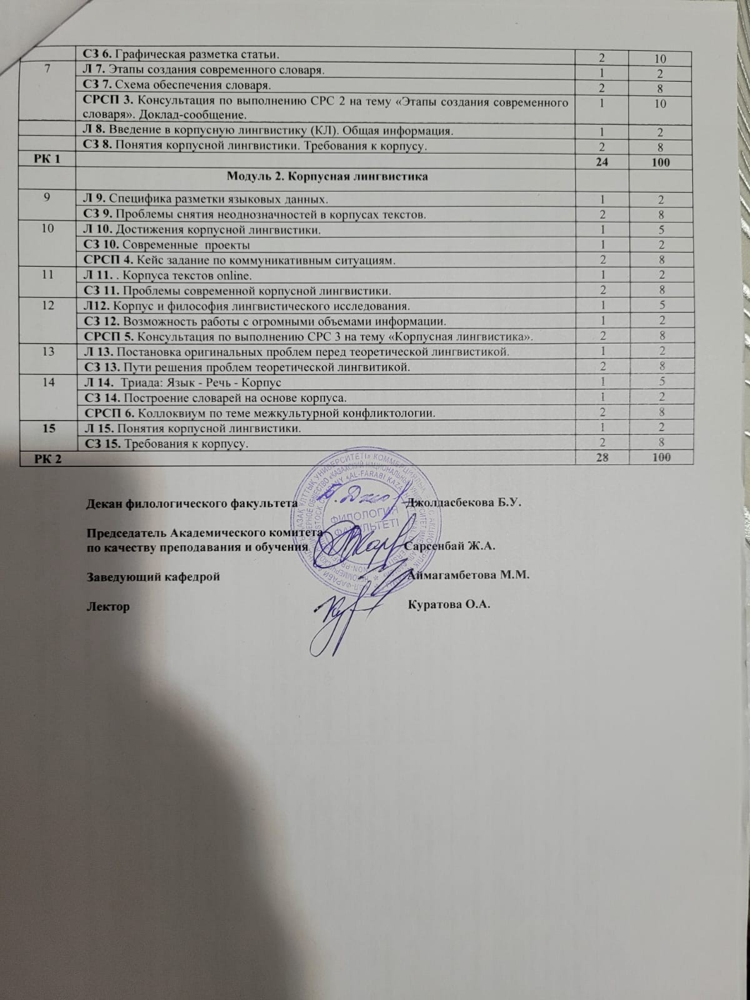 СЗ 6. Графическая разметка статьи. 2 10
7 Л 7. Этапы создания современного словаря. 1 2
СЗ 7. Схема обеспечения словаря. 2 8
СРСП 3. Консультация по выполнению СРС 2 на тему «Этапы создания современного 1 10
словаря». Доклад-сообщение.
Л 8. Введение в корпусную лингвистику (КЛ). Общая информация. 1 2
СЗ 8. Понятия корпусной лингвистики. Требования к корпусу. 2 8
РК 1 24 100
Модуль 2. Корпусная лингвистика
9 Л 9. Специфика разметки языковых данных. 1 2
СЗ 9. Проблемы снятия неоднозначностей в корпусах текстов. 2 8
10 Л 10. Достижения корпусной лингвистики. 1 5
СЗ 10. Современные проекты 1 2
СРСП 4. Кейс задание по коммуникативным ситуациям. 2 8
11 Л 11. . Корпуса текстов online. 1 2
СЗ 11. Проблемы современной корпусной лингвистики. 2 8
12 Л12. Корпус и философия лингвистического исследования. 1 5
СЗ 12. Возможность работы с огромными объемами информации. 1 2
СРСП 5. Консультация по выполнению СРС 3 на тему «Корпусная лингвистика». 2 8
13 Л 13. Постановка оригинальных проблем перед теоретической лингвистикой. 1 2
СЗ 13. Пути решения проблем теоретической лингвитикой. 2 8
14 Л 14. Триада: Язык - Речь - Корпус 1 5
СЗ 14. Построение словарей на основе корпуса. 1 2
СРСП 6. Коллоквиум по теме межкультурной конфликтологии. 2 8
15 Л 15. Понятия корпусной лингвистики. 1 2
СЗ 15. Требования к корпусу. 2 8
РК 2 28 100
Декан филологического факультета Джолдасбекова Б.У.
ФИЛОЛОГИЯ
ФАКУЛЬТЕТІ
Председатель Академического комитета
по качеству преподавания и обучения Сарсенбай Ж.А.
Заведующий кафедрой Аймагамбетова М.М.
Лектор Куратова О.А.